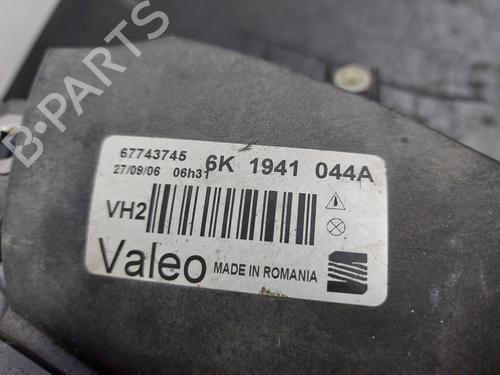 B-PARTS
67743745 6K 1941 044A
27/09/06 06h31
VH2
Valeo MADE IN ROMANIA